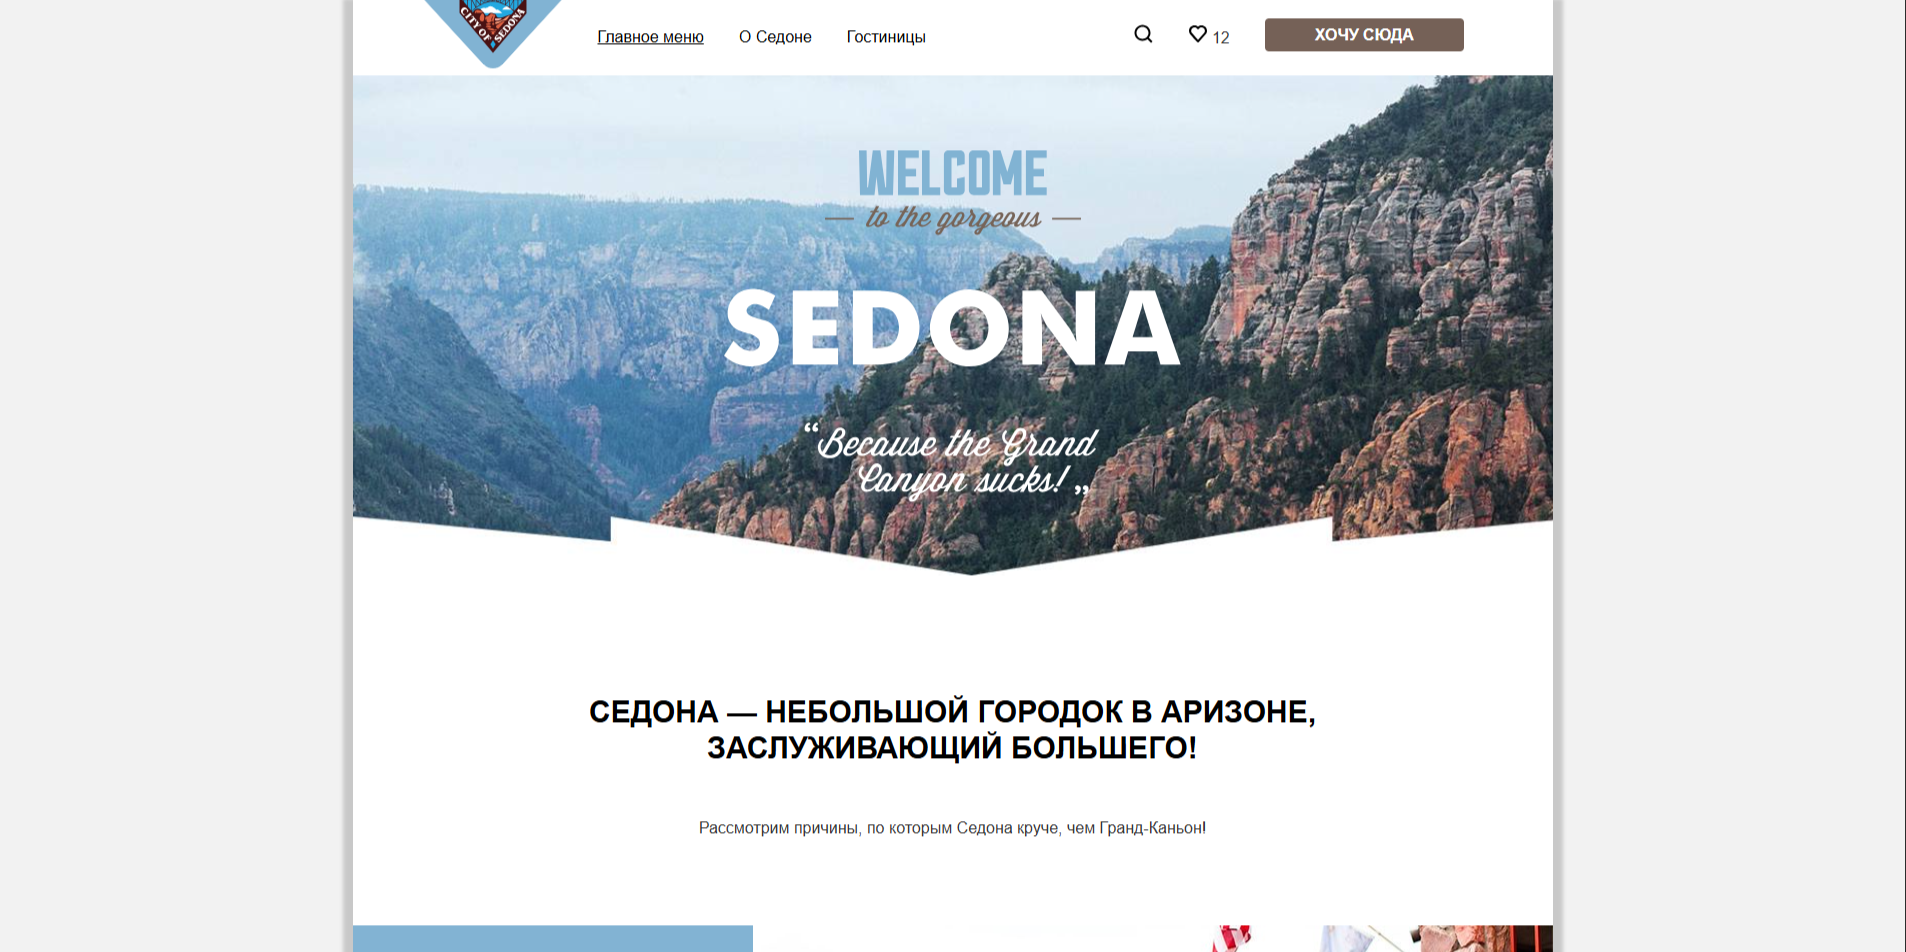 CITY OF SEDONA
Главное меню
О Седоне
Гостиницы
12
ХОЧУ СЮДА
WELCOME
to the gorgeous
SEDONA
“Because the Grand
Canyon sucks!„
СЕДОНА — НЕБОЛЬШОЙ ГОРОДОК В АРИЗОНЕ,
ЗАСЛУЖИВАЮЩИЙ БОЛЬШЕГО!
Рассмотрим причины, по которым Седона круче, чем Гранд-Каньон!